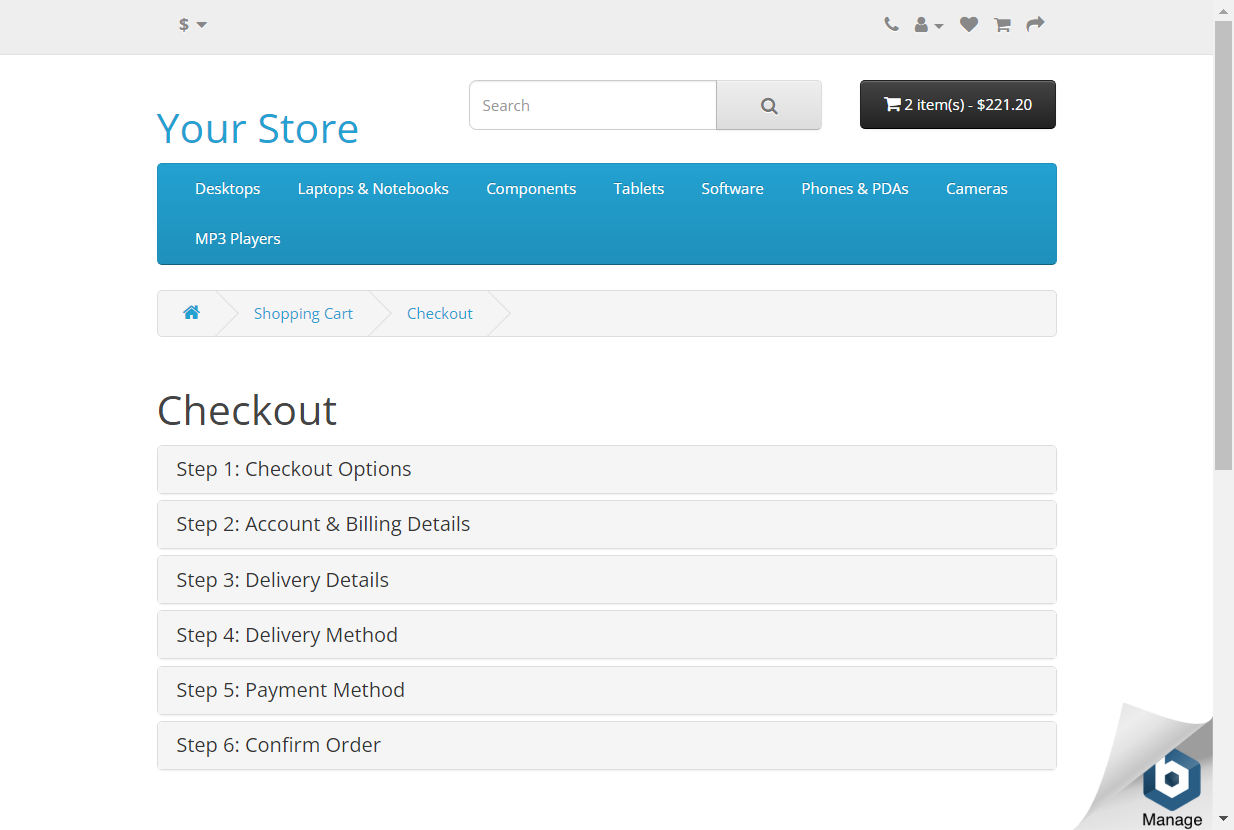 $
Search
2 item(s) - $221.20
Your Store
Desktops Laptops & Notebooks Components Tablets Software Phones & PDAs Cameras
MP3 Players
Shopping Cart Checkout
Checkout
Step 1: Checkout Options
Step 2: Account & Billing Details
Step 3: Delivery Details
Step 4: Delivery Method
Step 5: Payment Method
Step 6: Confirm Order
b
Manage